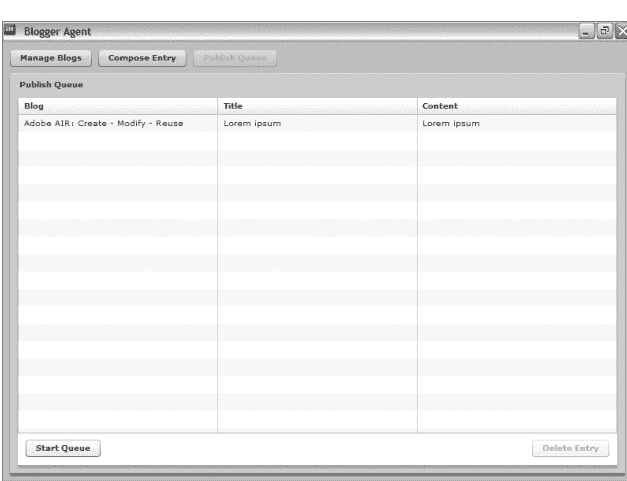 AIR Blogger Agent
Manage Blogs Compose Entry Publish Queue
Publish Queue
Blog Title Content
Adobe AIR: Create - Modify - Reuse Lorem ipsum Lorem ipsum
Start Queue Delete Entry